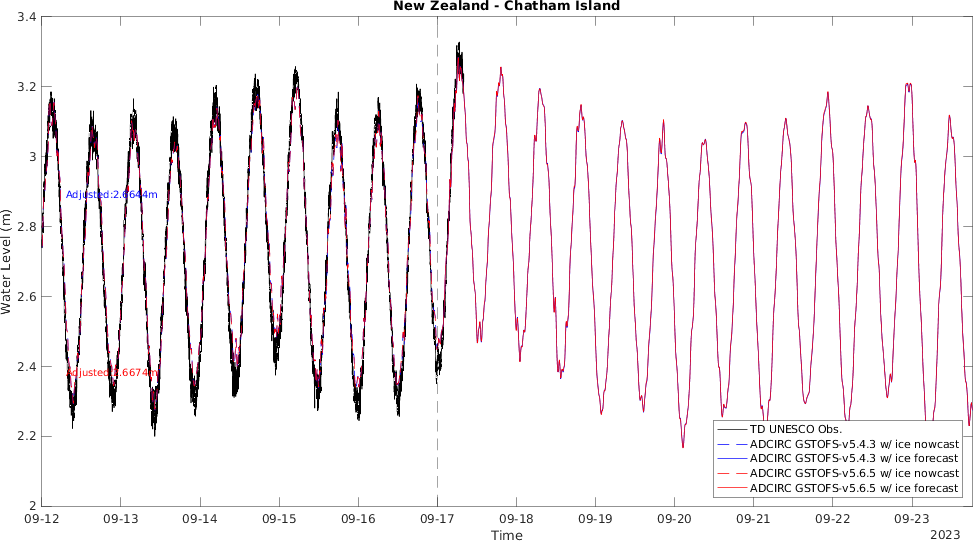 New Zealand - Chatham Island
3.4
3.2
3
2.8
2.6
2.4
2.2
2
Water Level (m)
Adjusted:2.6644m
Adjusted:2.6674m
TD UNESCO Obs.
ADCIRC GSTOFS-v5.4.3 w/ ice nowcast
ADCIRC GSTOFS-v5.4.3 w/ ice forecast
ADCIRC GSTOFS-v5.6.5 w/ ice nowcast
ADCIRC GSTOFS-v5.6.5 w/ ice forecast
09-12 09-13 09-14 09-15 09-16 09-17 09-18 09-19 09-20 09-21 09-22 09-23
Time
2023